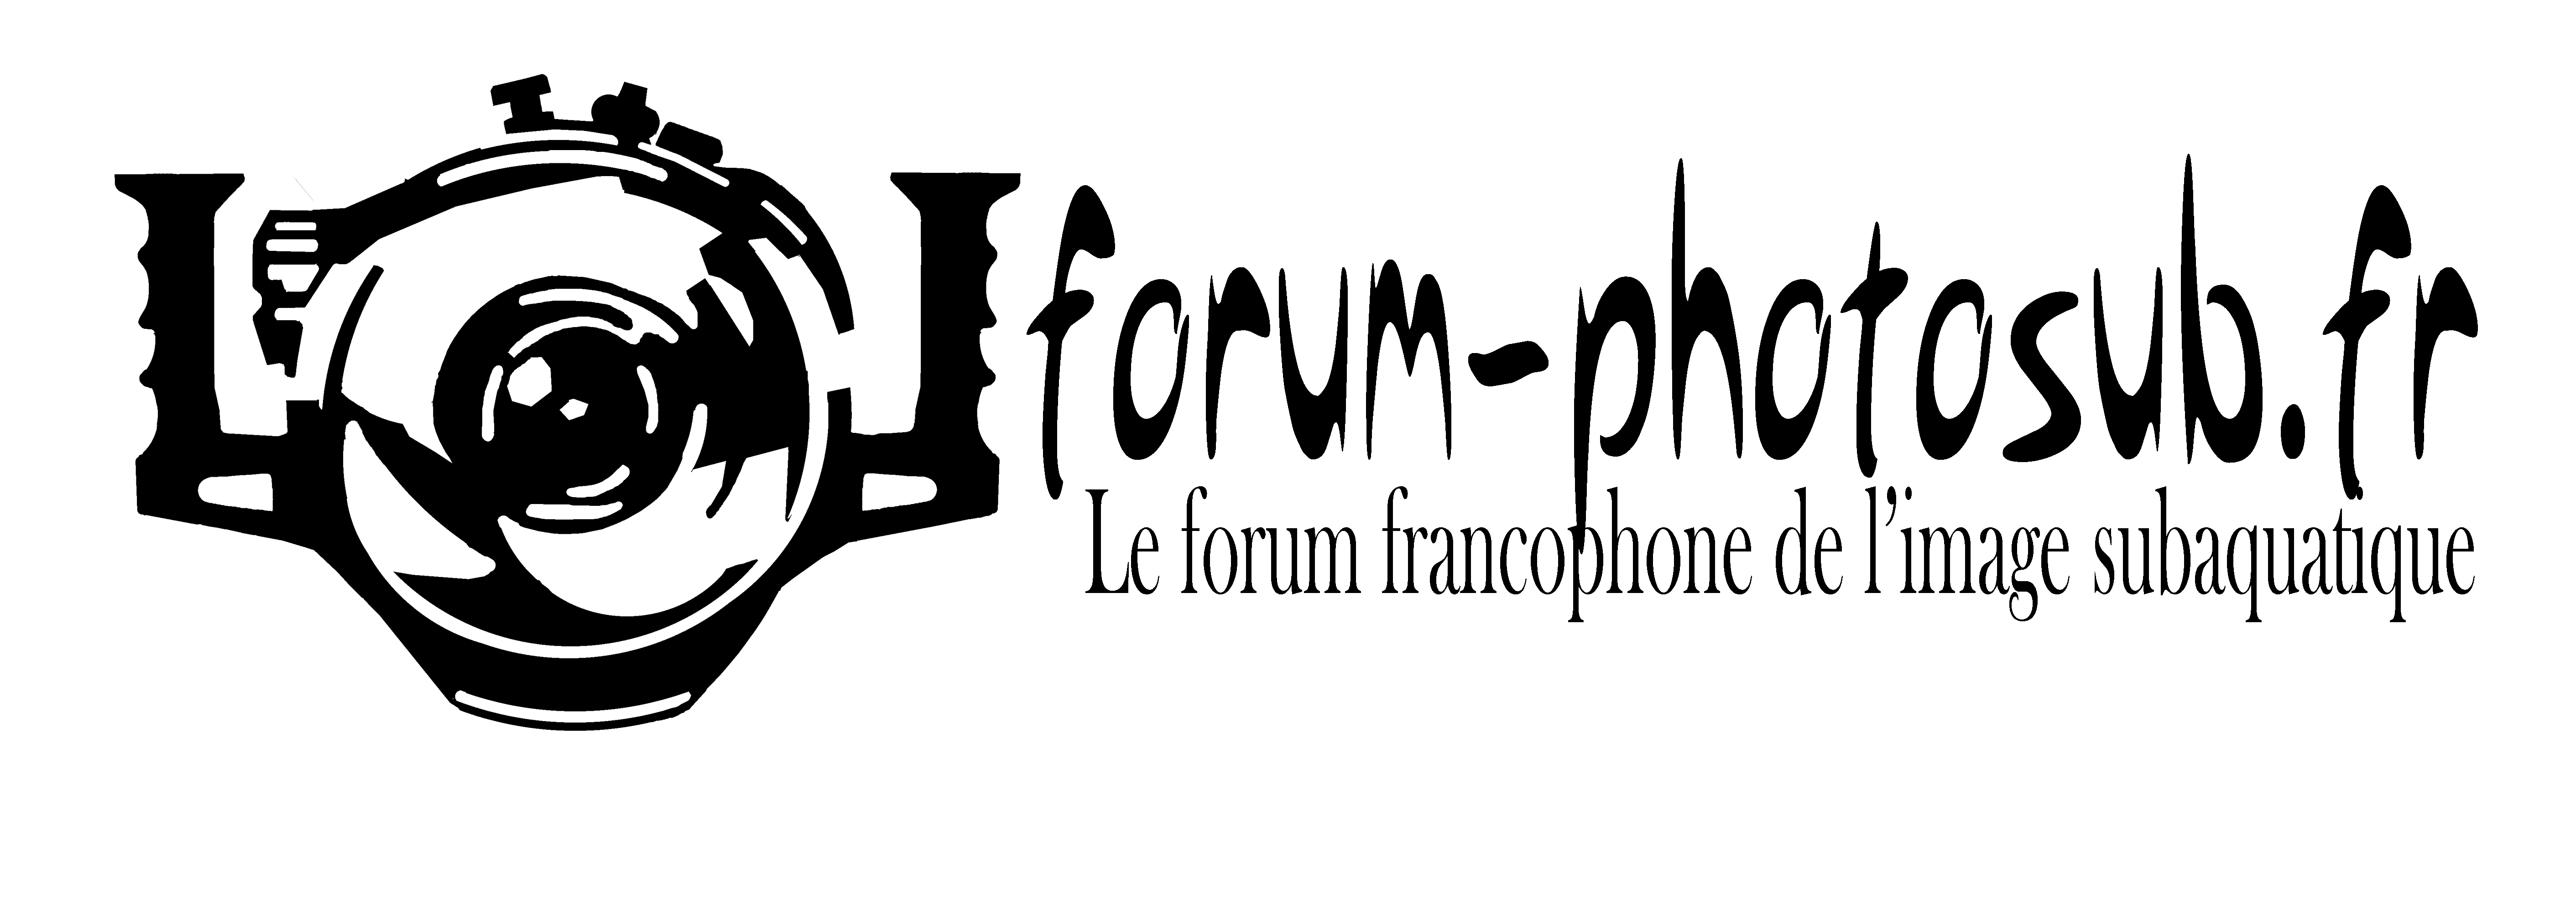 forum-photosub.fr
Le forum francophone de l’image subaquatique